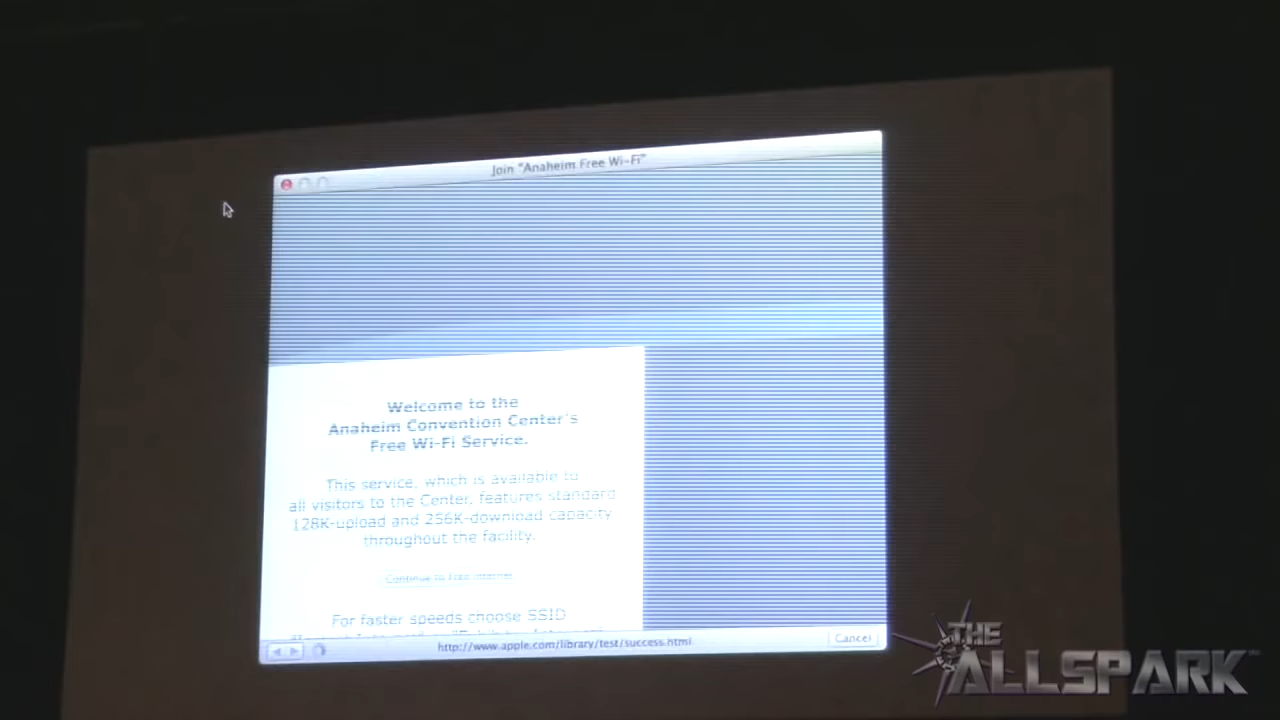 Join "Anaheim Free Wi-Fi"
Welcome to the
Anaheim Convention Center's
Free Wi-Fi Service.
This service, which is available to
all visitors to the Center, features standard
128K-upload and 256K-download capacity
throughout the facility.
Continue to Free Internet
For faster speeds choose SSID
http://www.apple.com/library/test/success.html
Cancel
THE
ALLSPARK